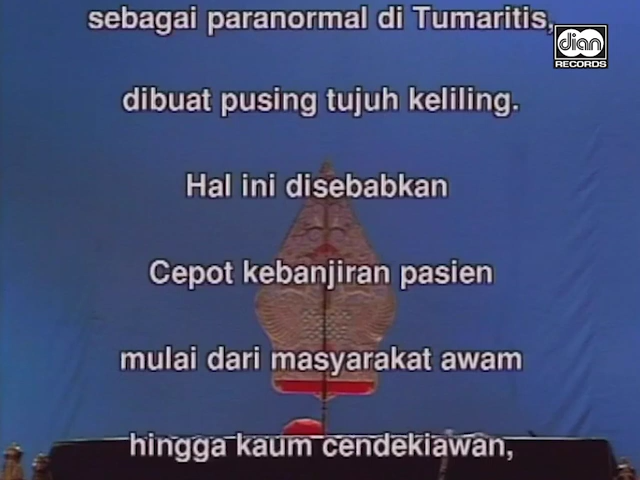 sebagai paranormal di Tumaritis,
dian
RECORDS
dibuat pusing tujuh keliling.
Hal ini disebabkan
Cepot kebanjiran pasien
mulai dari masyarakat awam
hingga kaum cendekiawan,